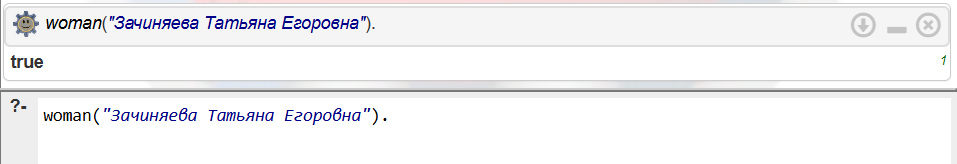 woman("Зачиняева Татьяна Егоровна").
true
1
?-
woman("Зачиняева Татьяна Егоровна").